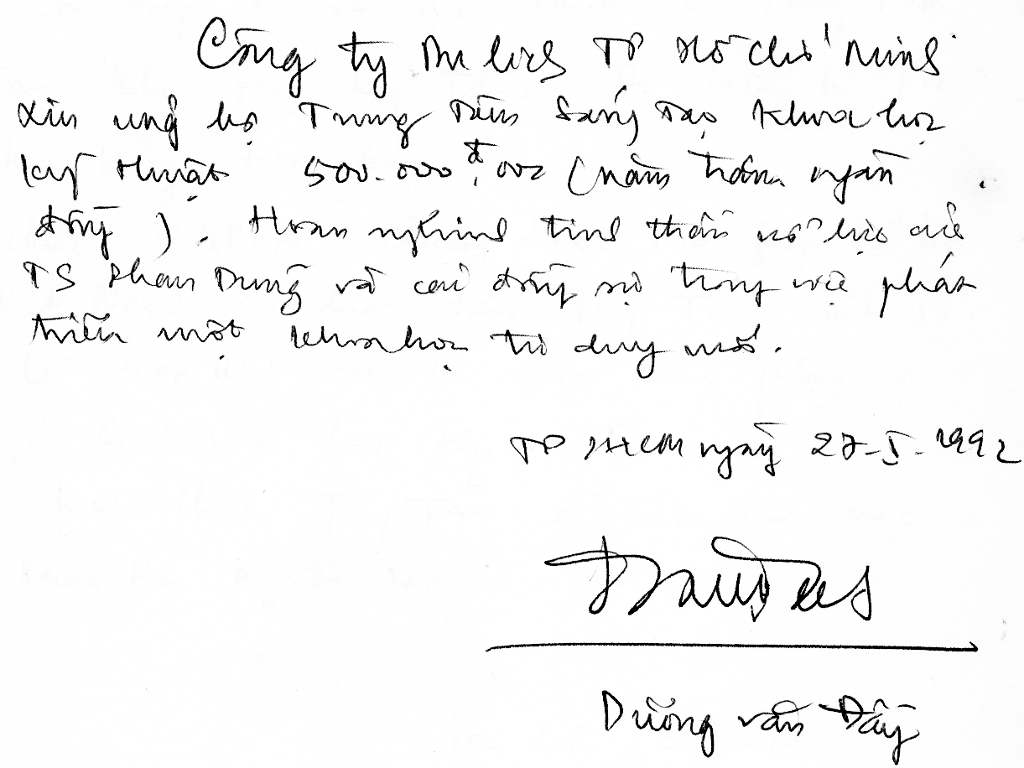 Công ty Du lịch TP Hồ Chí Minh
xin ủng hộ Trung tâm Sáng Tạo Khoa học
kỹ thuật 500.000đ,00 (năm trăm ngàn
đồng). Hoan nghinh tinh thần nỗ lực của
TS Phan Dũng và các đồng sự trong việc phát
triển một khoa học tư duy mới.
TP HCM ngày 27-5-1992
Dương Văn Đầy